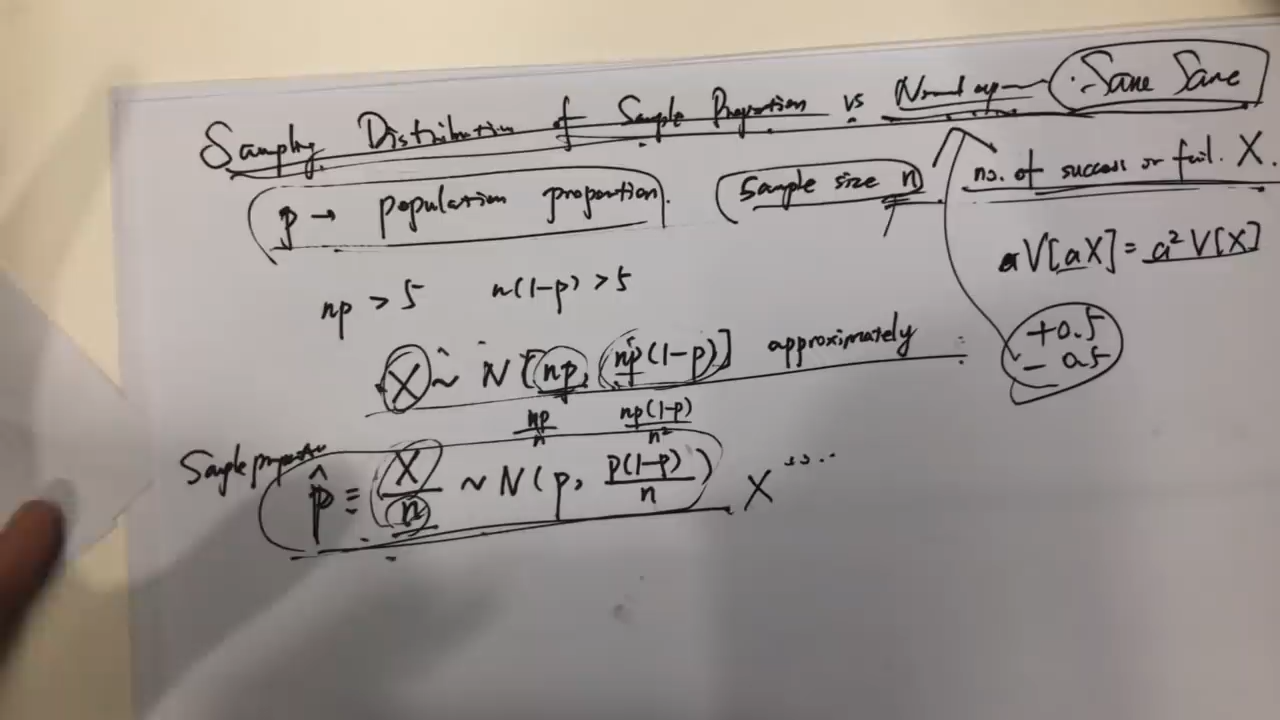 Sampling Distribution of Sample Proportion vs Normal ap— · Same Same
p → population proportion. Sample size n no. of success or fail. X.
aV[aX] = a² V[X]
np > 5 n(1-p) > 5
+0.5
- 0.5
X ~ N[np, np(1-p)] approximately
np/n np(1-p)/n²
Sample proportion
p̂ ≡ X/n ~ N(p, p(1-p)/n) X